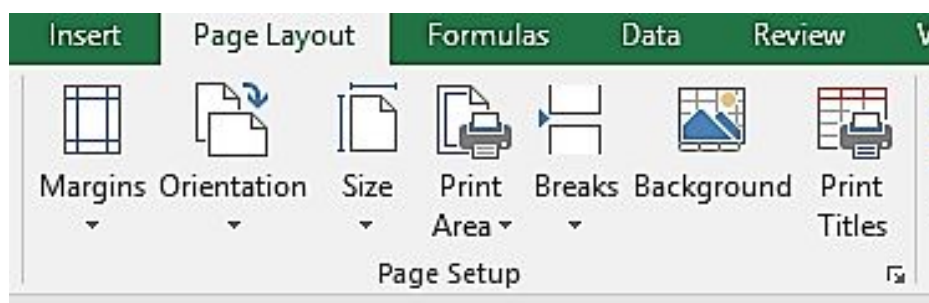 Insert Page Layout Formulas Data Review
Margins Orientation Size Print Area Breaks Background Print Titles
Page Setup